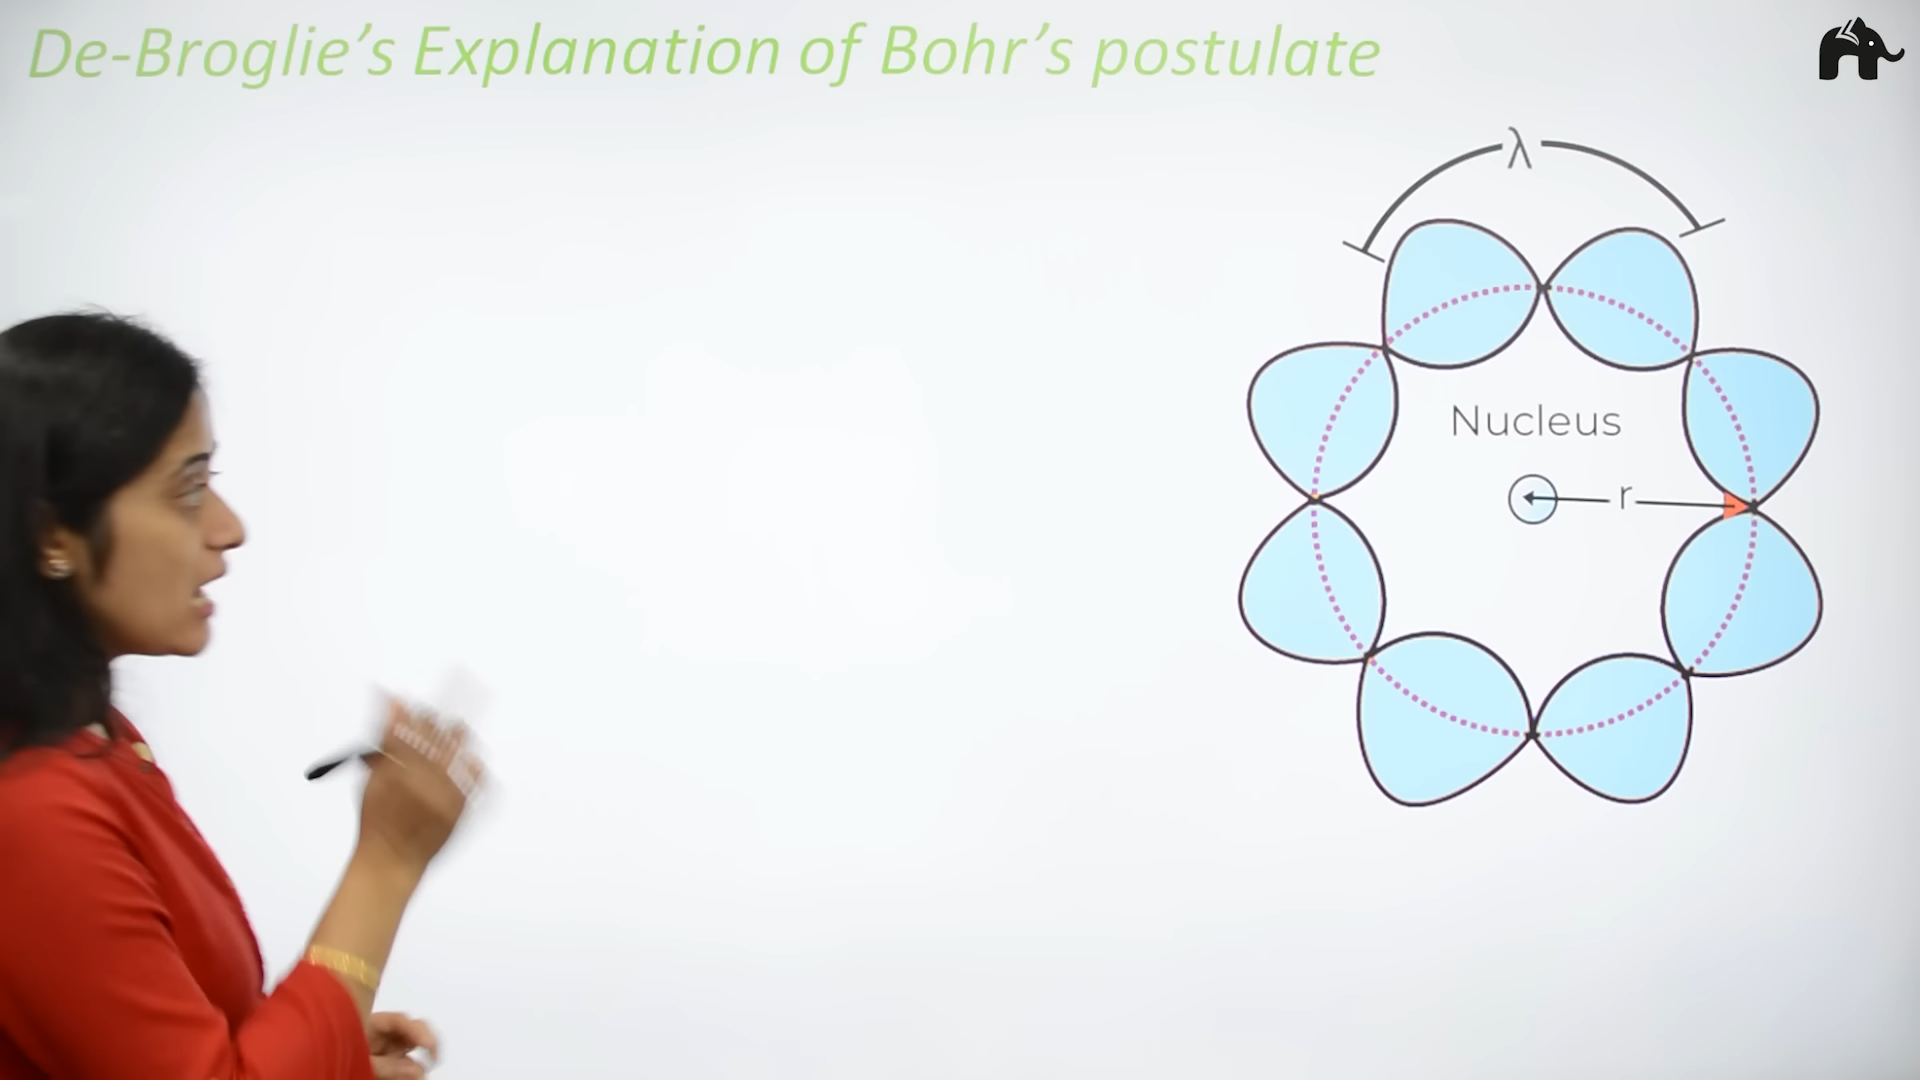 De-Broglie's Explanation of Bohr's postulate
λ
Nucleus
r